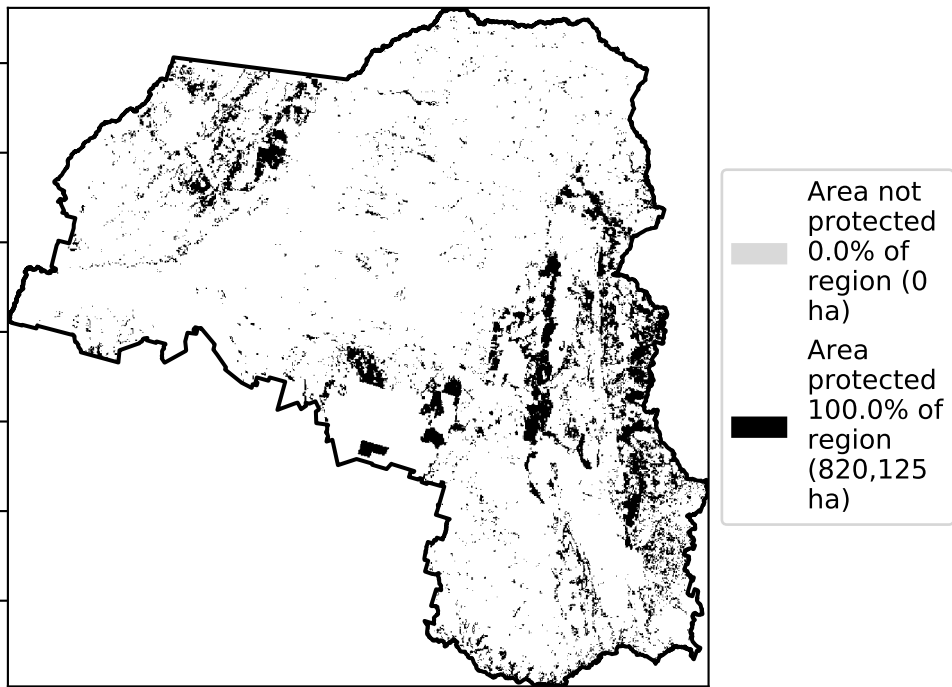 Area not
protected
0.0% of
region (0
ha)
Area
protected
100.0% of
region
(820,125
ha)